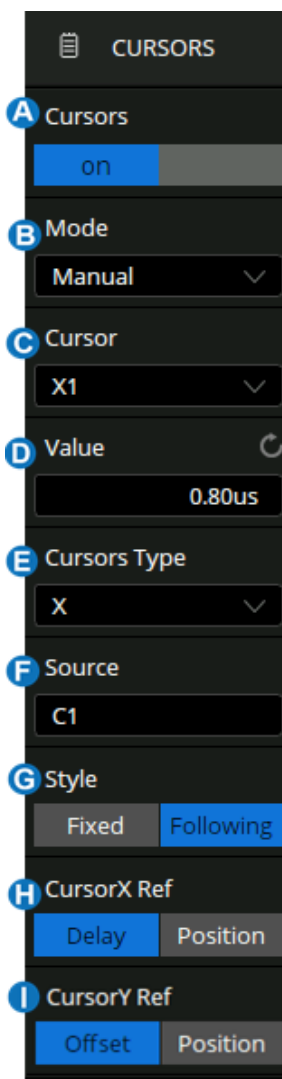 CURSORS
A Cursors
on
B Mode
Manual
C Cursor
X1
D Value
0.80us
E Cursors Type
X
F Source
C1
G Style
Fixed Following
H CursorX Ref
Delay Position
I CursorY Ref
Offset Position